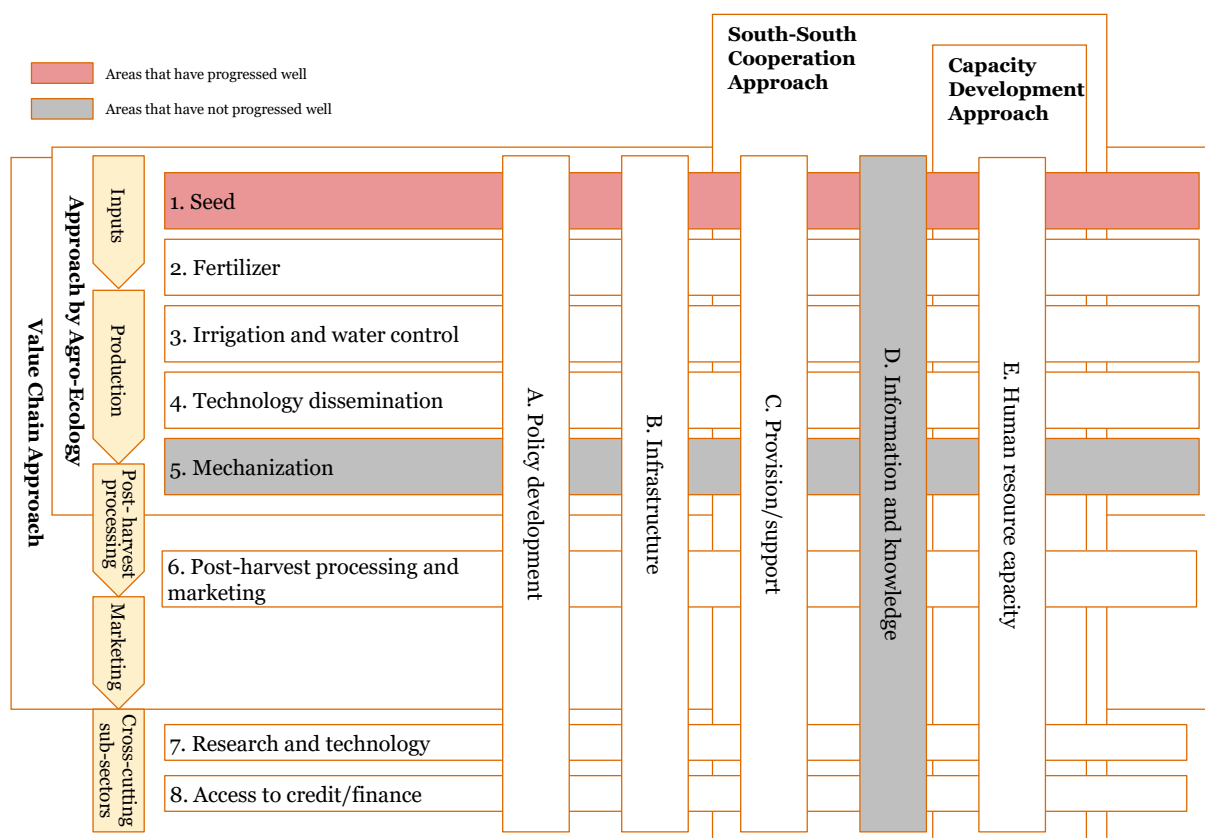 South-South
Cooperation
Approach
Capacity
Development
Approach
Areas that have progressed well
Areas that have not progressed well
Value Chain Approach
Approach by Agro-Ecology
Inputs
Production
Post- harvest
processing
Marketing
Cross-cutting
sub-sectors
1. Seed
2. Fertilizer
3. Irrigation and water control
4. Technology dissemination
5. Mechanization
6. Post-harvest processing and
marketing
7. Research and technology
8. Access to credit/finance
A. Policy development
B. Infrastructure
C. Provision/support
D. Information and knowledge
E. Human resource capacity